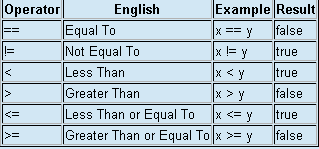 Operator English Example Result
== Equal To x == y false
!= Not Equal To x != y true
< Less Than x < y true
> Greater Than x > y false
<= Less Than or Equal To x <= y true
>= Greater Than or Equal To x >= y false